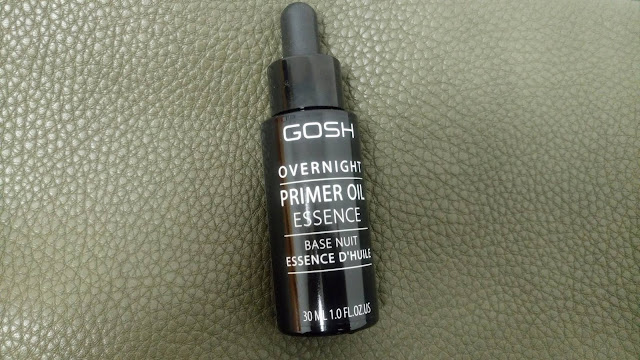 GOSH
OVERNIGHT
PRIMER OIL
ESSENCE
BASE NUIT
ESSENCE D'HUILE
30 ML 1.0 FL.OZ.US